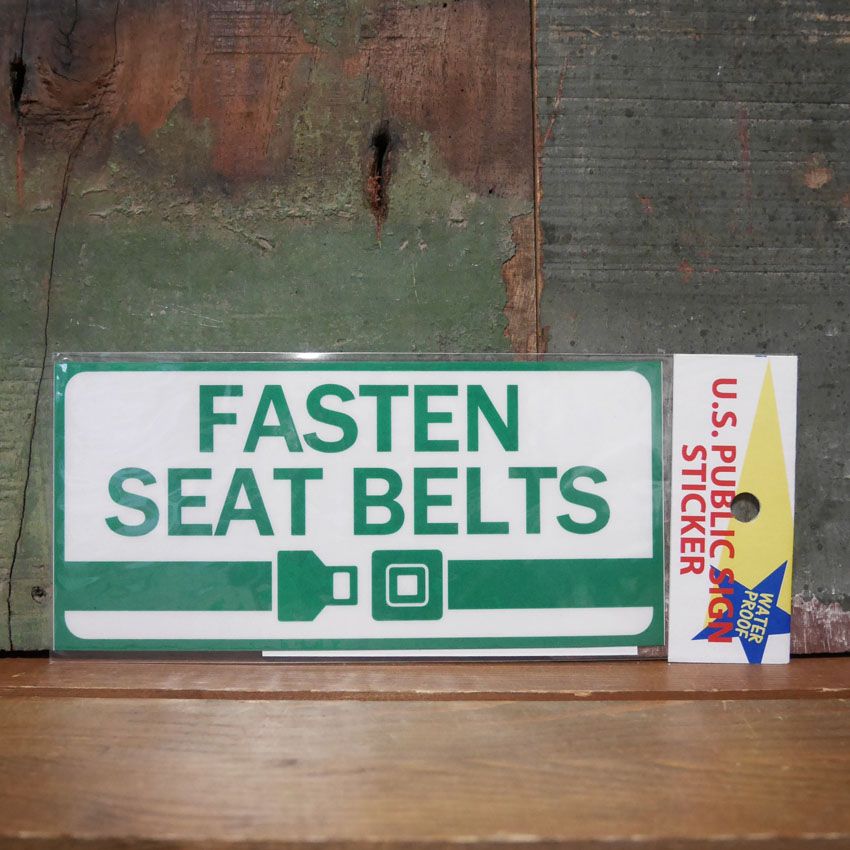 FASTEN
SEAT BELTS
U.S. PUBLIC SIGN
STICKER
WATER
PROOF